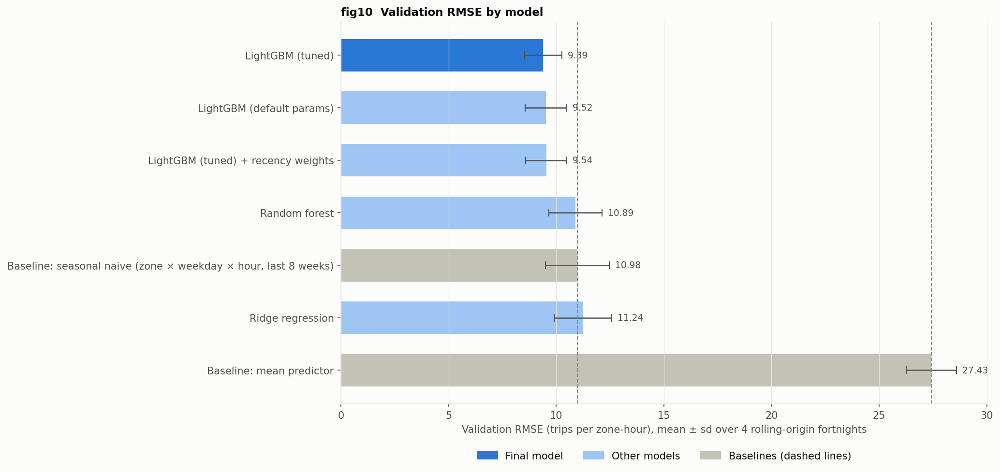 fig10  Validation RMSE by model
LightGBM (tuned)
9.39
LightGBM (default params)
9.52
LightGBM (tuned) + recency weights
9.54
Random forest
10.89
Baseline: seasonal naive (zone × weekday × hour, last 8 weeks)
10.98
Ridge regression
11.24
Baseline: mean predictor
27.43
0 5 10 15 20 25 30
Validation RMSE (trips per zone-hour), mean ± sd over 4 rolling-origin fortnights
Final model Other models Baselines (dashed lines)